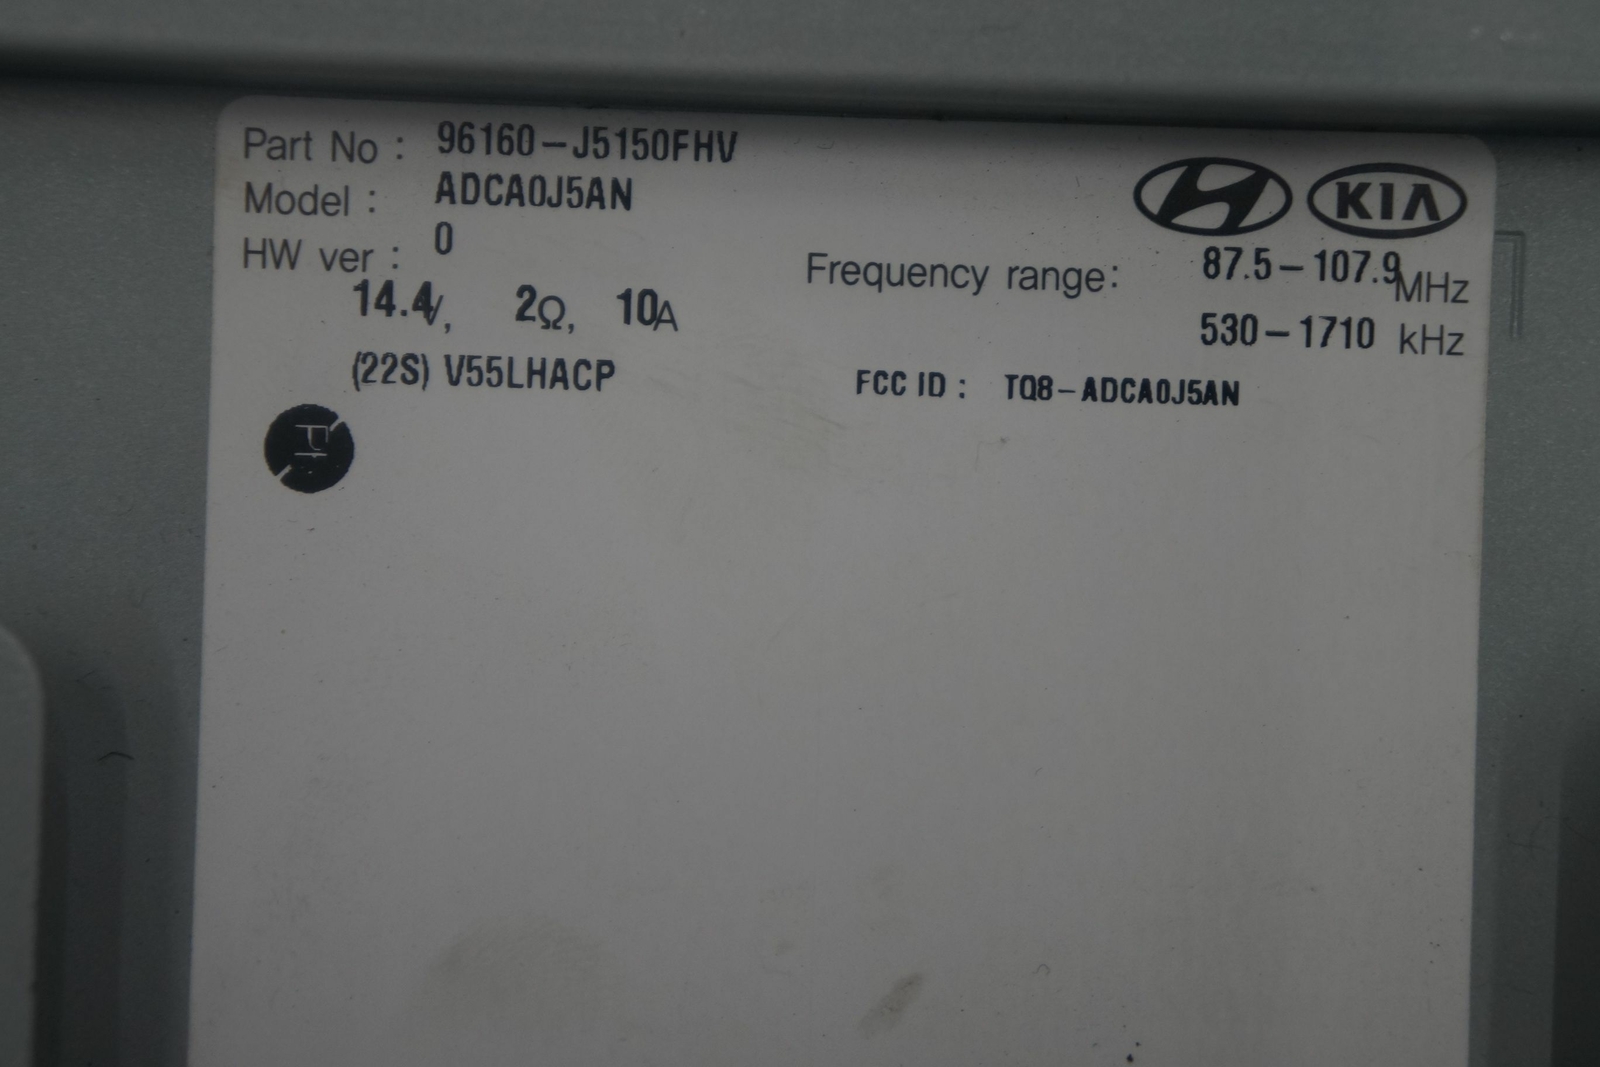 Part No : 96160-J5150FHV
Model : ADCA0J5AN
HW ver : 0
14.4V, 2Ω, 10A
(22S) V55LHACP
KIA
Frequency range: 87.5-107.9 MHz
530-1710 kHz
FCC ID : TQ8-ADCA0J5AN